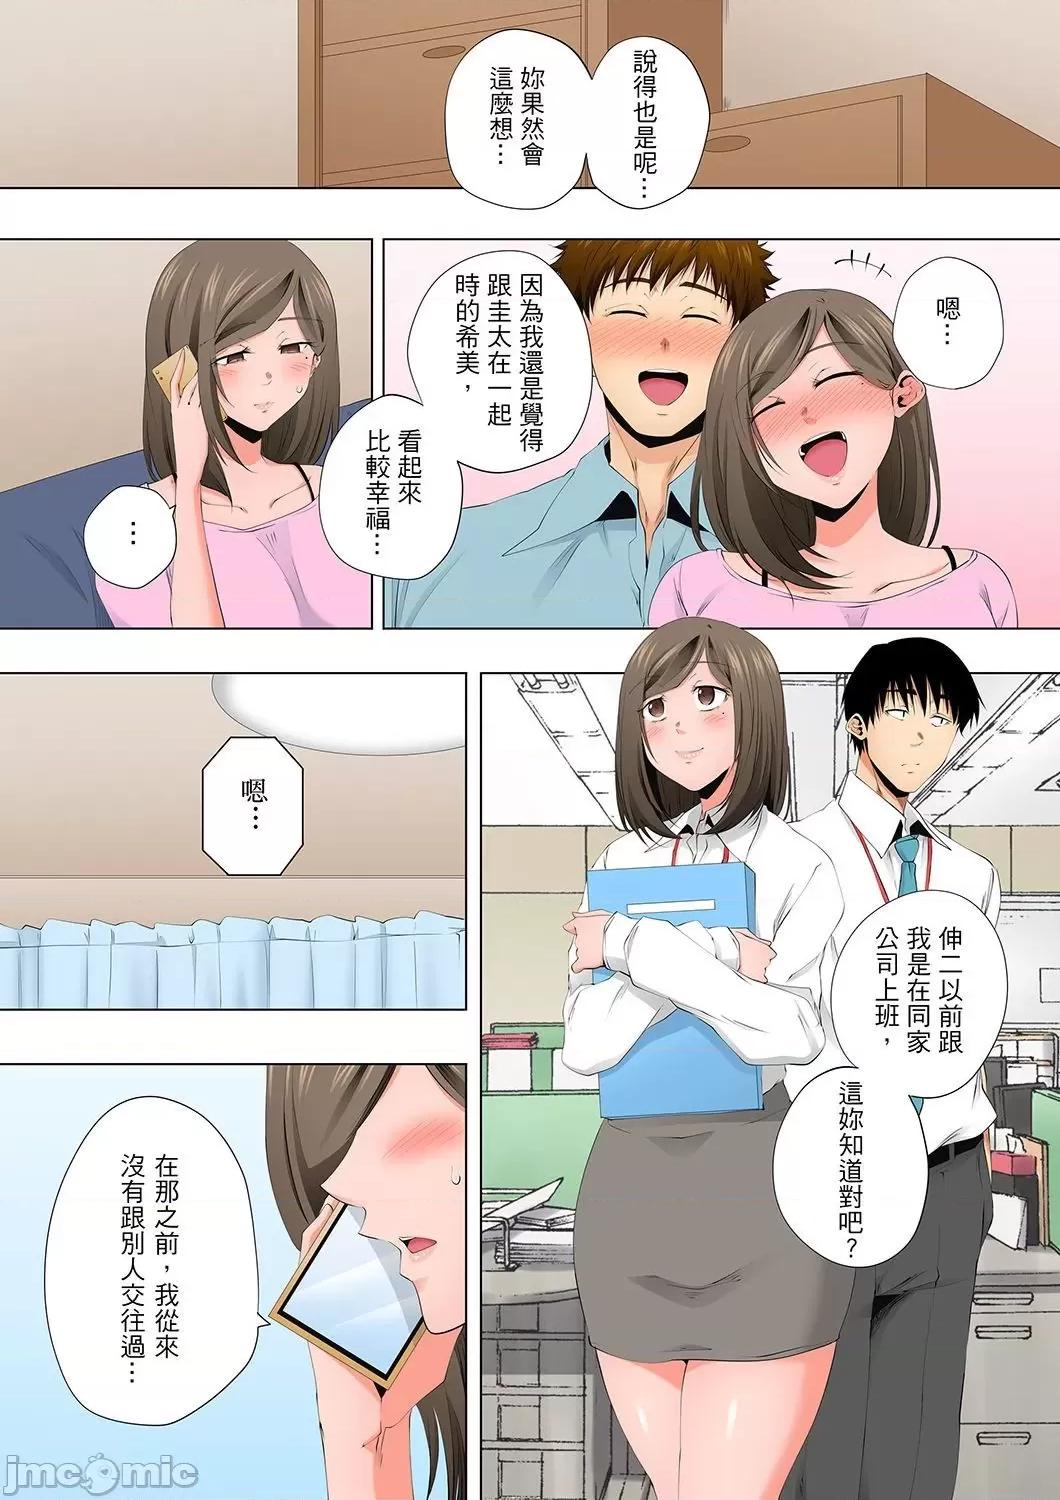 說得也是呢…
妳果然會
這麼想…
嗯…
因為我還是覺得
跟圭太在一起
時的希美，
看起來
比較幸福…
…
伸二以前跟
我是在同家
公司上班，
這妳知道對吧？
嗯…
在那之前，我從來
沒有跟別人交往過…
jmcomic